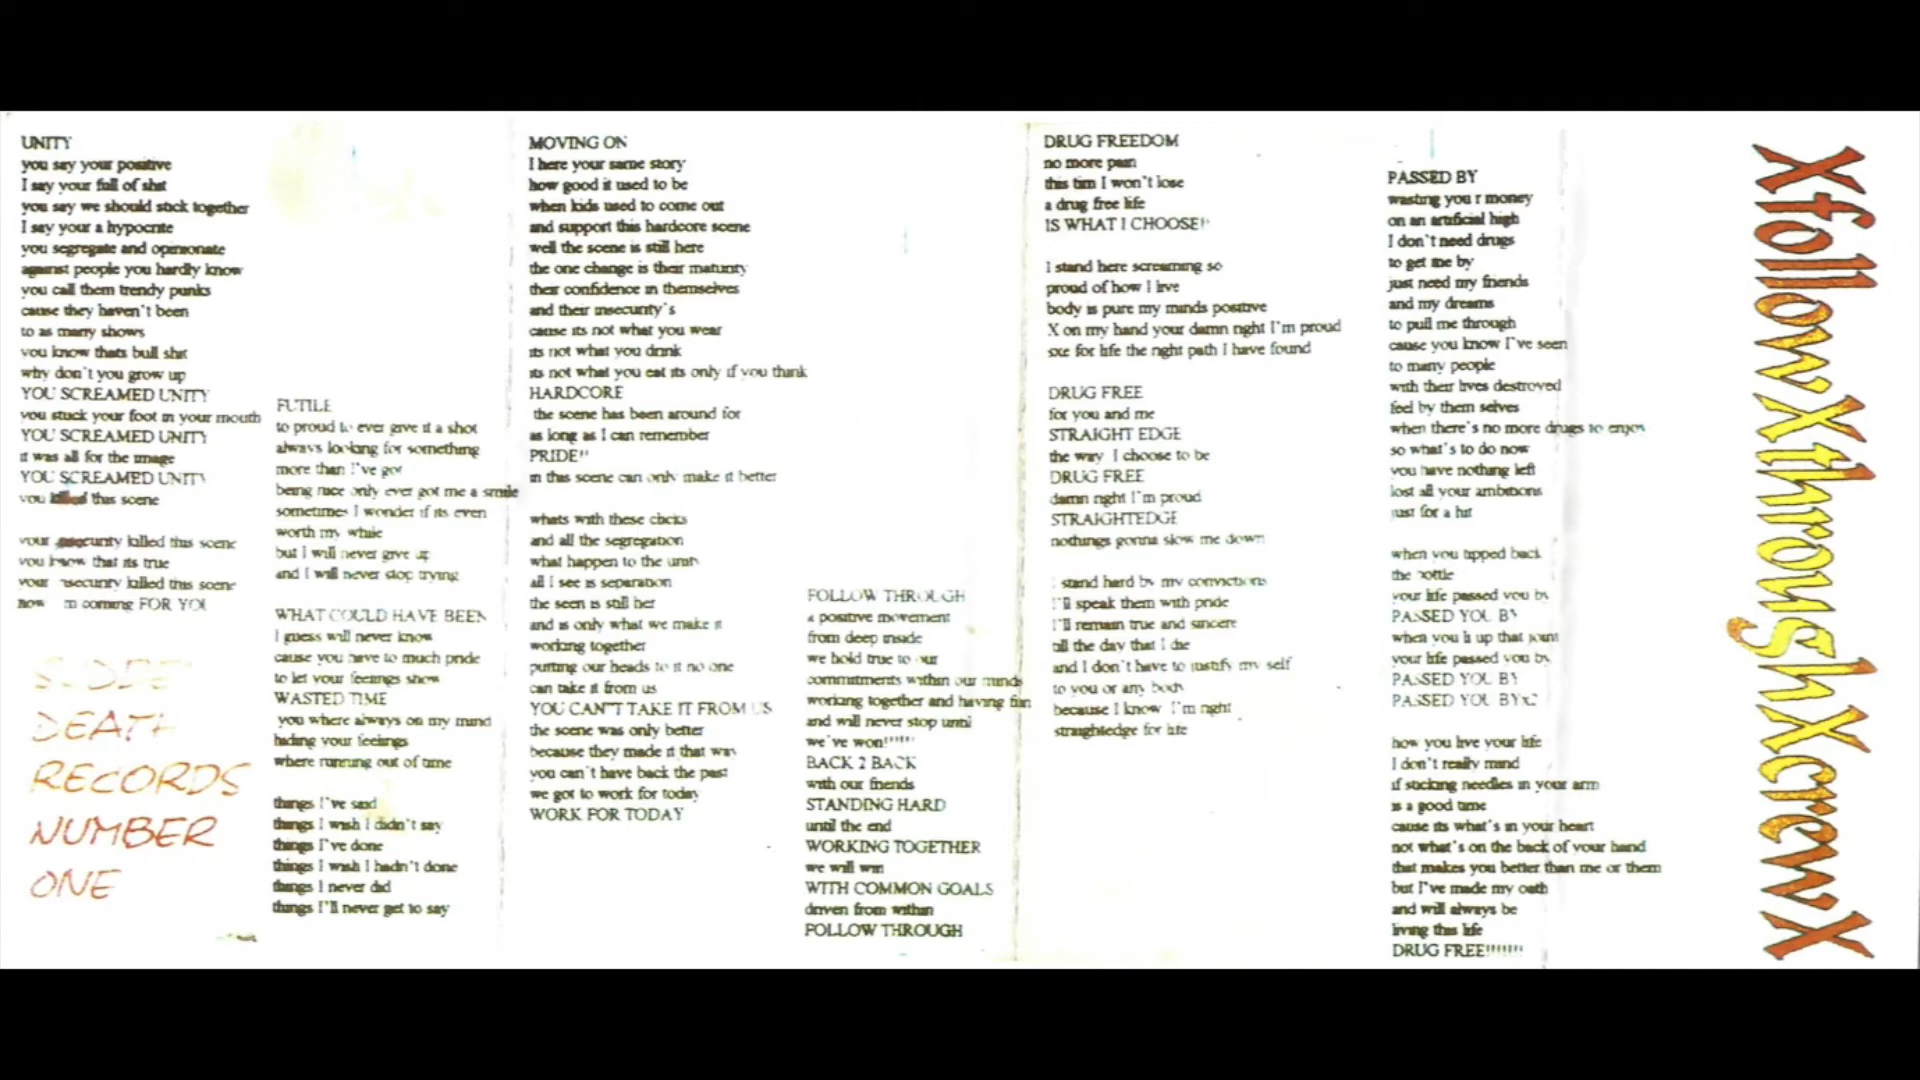 UNITY
you say your positive
I say your full of shit
you say we should stick together
I say your a hypocrite
you segregate and opinionate
against people you hardly know
you call them trendy punks
cause they haven't been
to as many shows
you know thats bull shit
why don't you grow up
YOU SCREAMED UNITY
you stuck your foot in your mouth
YOU SCREAMED UNITY
it was all for the image
YOU SCREAMED UNITY
you killed this scene
your insecurity killed this scene
you know that its true
your insecurity killed this scene
now coming FOR YOU
DEATH
RECORDS
NUMBER
ONE
FUTILE
to proud to ever give it a shot
always looking for something
more than I've got
being nice only ever got me a smile
sometimes I wonder if its even
worth my while
but I will never give up
and I will never stop trying
WHAT COULD HAVE BEEN
I guess will never know
cause you have to much pride
to let your feelings show
WASTED TIME
you where always on my mind
hiding your feelings
where running out of time
things I've said
things I wish I didn't say
things I've done
things I wish I hadn't done
things I never did
things I'll never get to say
MOVING ON
I here your same story
how good it used to be
when kids used to come out
and support this hardcore scene
well the scene is still here
the one change is their maturity
their confidence in themselves
and their insecurity's
cause its not what you wear
its not what you drink
its not what you eat its only if you think
HARDCORE
the scene has been around for
as long as I can remember
PRIDE!!
in this scene can only make it better
whats with these clicks
and all the segregation
what happen to the unity
all I see is separation
the seen is still her
and is only what we make it
working together
putting our heads to it no one
can take it from us
YOU CAN'T TAKE IT FROM US
the scene was only better
because they made it that way
you can't have back the past
we got to work for today
WORK FOR TODAY
FOLLOW THROUGH
a positive movement
from deep inside
we hold true to our
commitments within our minds
working together and having fun
and will never stop until
we've won!!!!!
BACK 2 BACK
with our friends
STANDING HARD
until the end
WORKING TOGETHER
we will win
WITH COMMON GOALS
driven from within
FOLLOW THROUGH
DRUG FREEDOM
no more pain
this tim I won't lose
a drug free life
IS WHAT I CHOOSE!!
I stand here screaming so
proud of how I live
body is pure my minds positive
X on my hand your damn right I'm proud
sxe for life the right path I have found
DRUG FREE
for you and me
STRAIGHT EDGE
the way I choose to be
DRUG FREE
damn right I'm proud
STRAIGHTEDGE
nothings gonna slow me down
I stand hard by my convictions
I'll speak them with pride
I'll remain true and sincere
till the day that I die
and I don't have to justify my self
to you or any body
because I know I'm right
straightedge for life
PASSED BY
wasting you r money
on an artificial high
I don't need drugs
to get me by
just need my friends
and my dreams
to pull me through
cause you know I've seen
to many people
with their lives destroyed
feel by them selves
when there's no more drugs to enjoy
so what's to do now
you have nothing left
lost all your ambitions
just for a hit
when you tipped back
the bottle
your life passed you by
PASSED YOU BY
when you li up that joint
your life passed you by
PASSED YOU BY
PASSED YOU BYx2
how you live your life
I don't really mind
if sticking needles in your arm
is a good time
cause its what's in your heart
not what's on the back of your hand
that makes you better than me or them
but I've made my oath
and will always be
living this life
DRUG FREE!!!!!!!
XfollowXthroughXcrewX